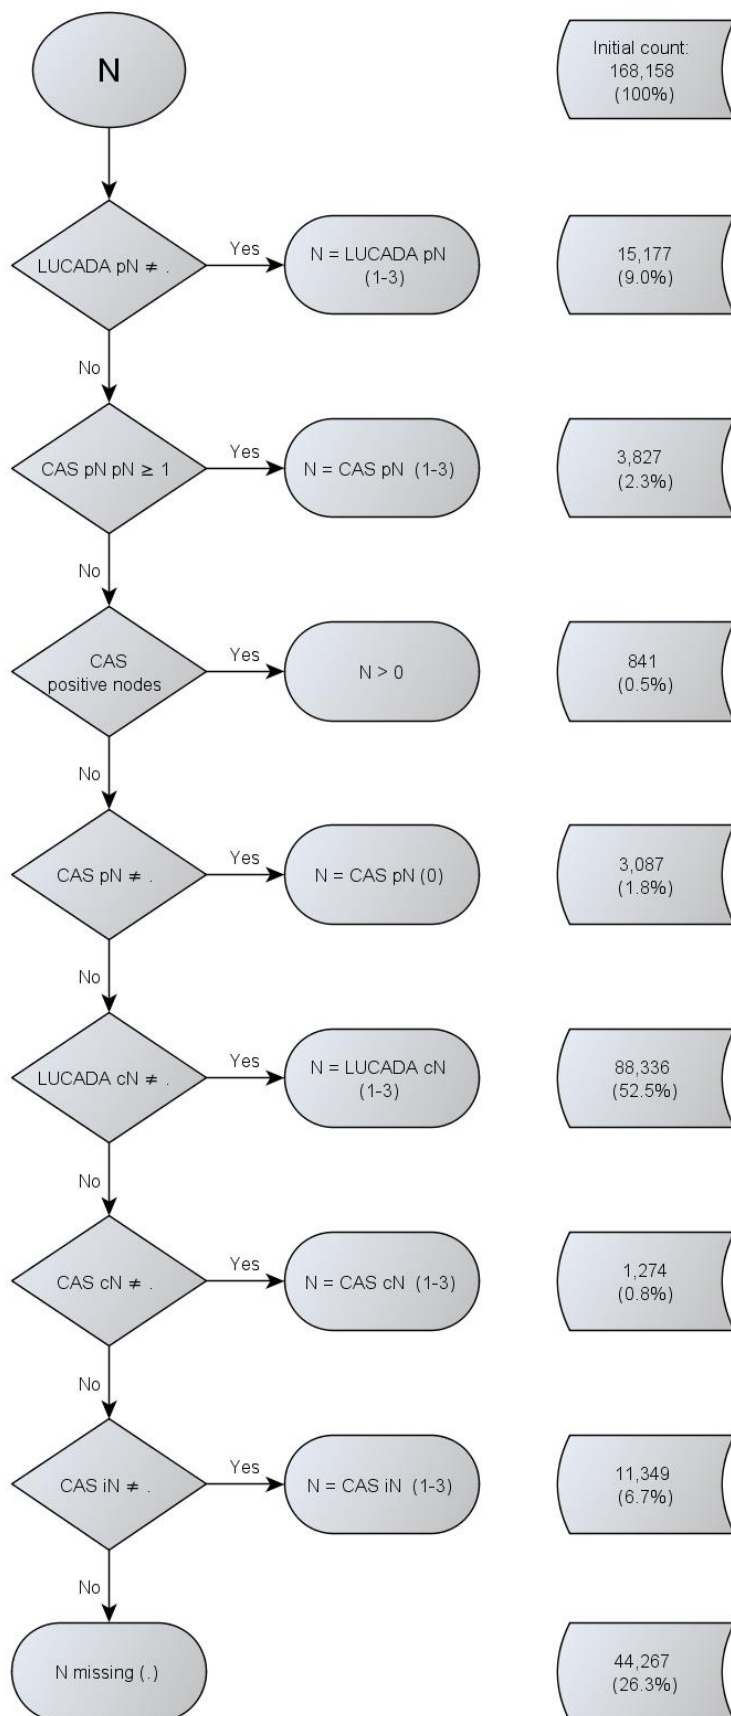 N
Initial count:
168,158
(100%)
LUCADA pN ≠ .
Yes
N = LUCADA pN
(1-3)
15,177
(9.0%)
No
CAS pN pN ≥ 1
Yes
N = CAS pN (1-3)
3,827
(2.3%)
No
CAS
positive nodes
Yes
N > 0
841
(0.5%)
No
CAS pN ≠ .
Yes
N = CAS pN (0)
3,087
(1.8%)
No
LUCADA cN ≠ .
Yes
N = LUCADA cN
(1-3)
88,336
(52.5%)
No
CAS cN ≠ .
Yes
N = CAS cN (1-3)
1,274
(0.8%)
No
CAS iN ≠ .
Yes
N = CAS iN (1-3)
11,349
(6.7%)
No
N missing (.)
44,267
(26.3%)